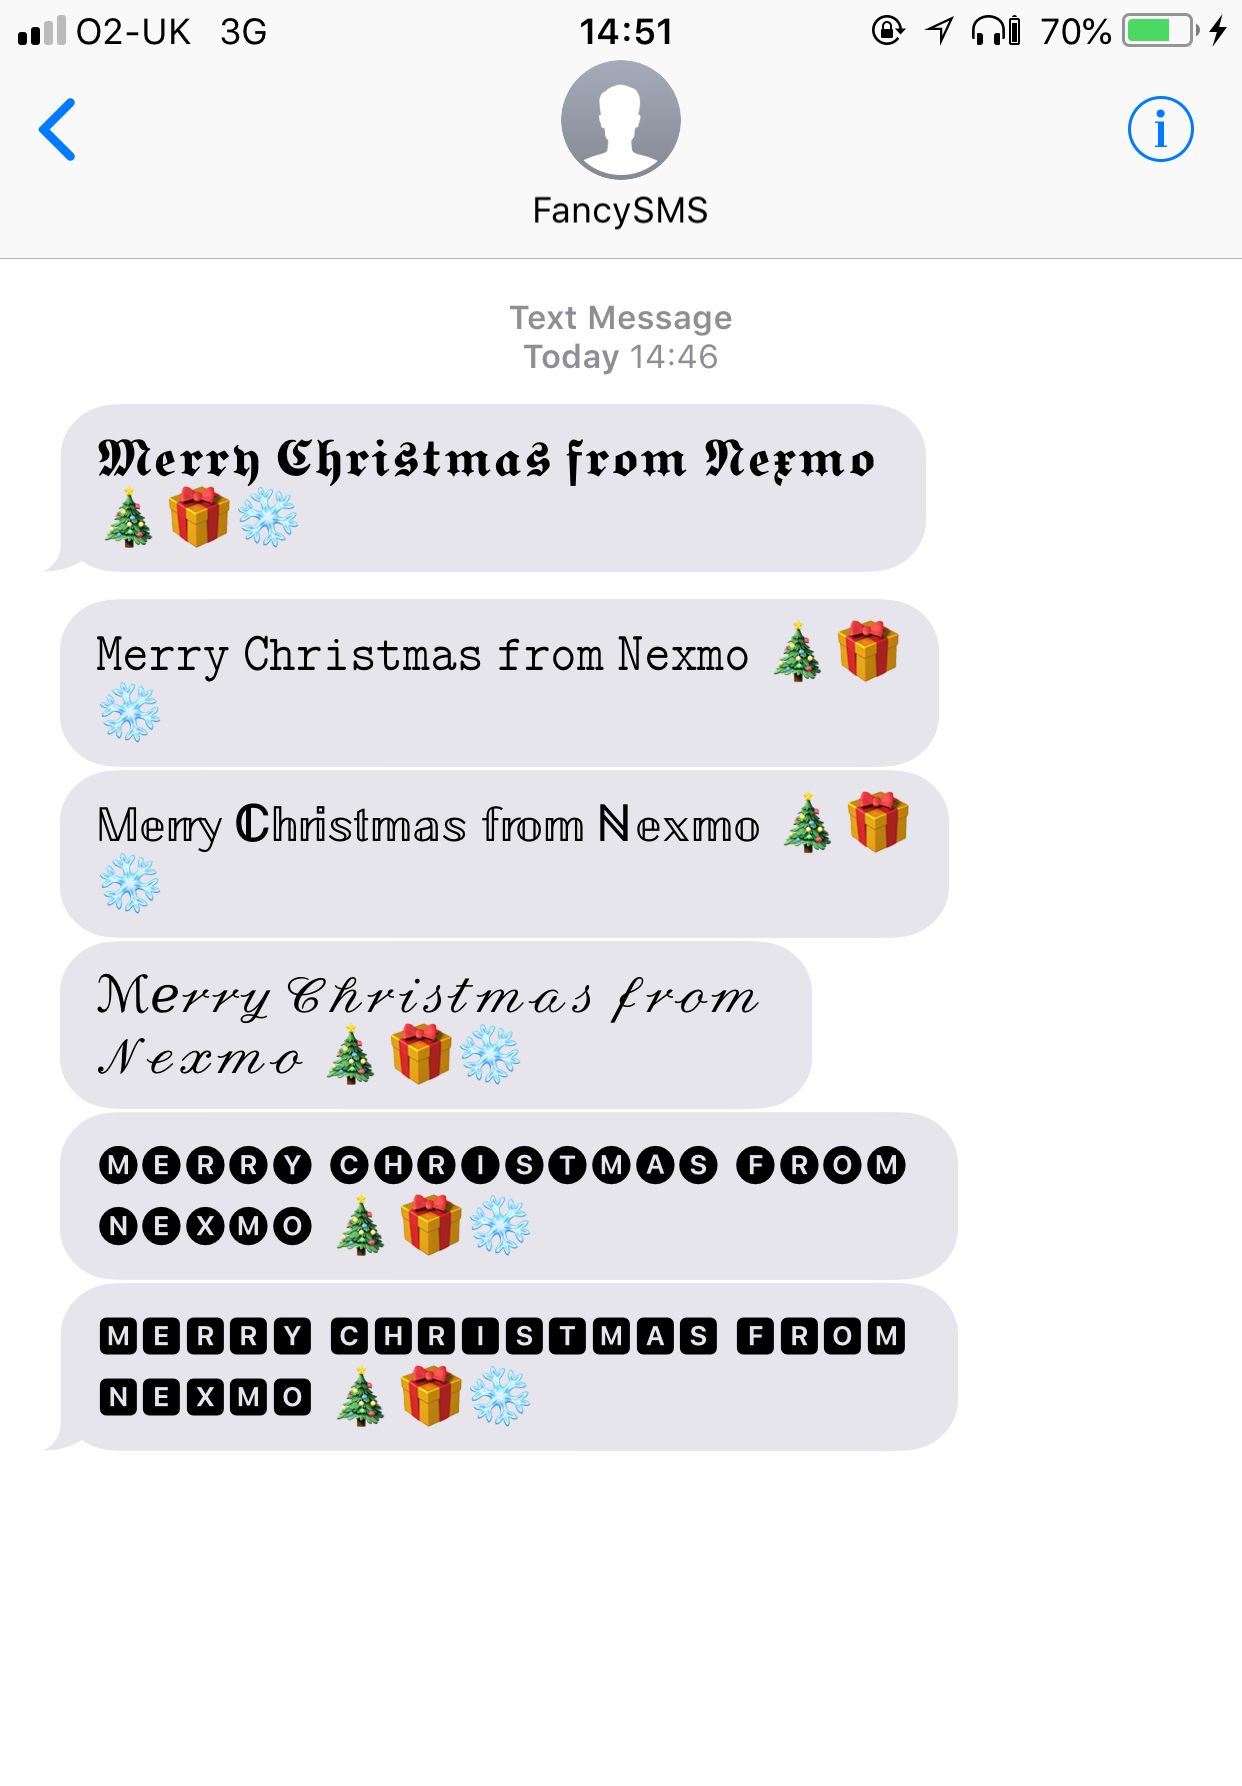 O2-UK 3G 14:51 70%
FancySMS
Text Message
Today 14:46
𝕸𝖊𝖗𝖗𝖞 𝕮𝖍𝖗𝖎𝖘𝖙𝖒𝖆𝖘 𝖋𝖗𝖔𝖒 𝕹𝖊𝖝𝖒𝖔
🎄🎁❄️
𝙼𝚎𝚛𝚛𝚢 𝙲𝚑𝚛𝚒𝚜𝚝𝚖𝚊𝚜 𝚏𝚛𝚘𝚖 𝙽𝚎𝚡𝚖𝚘 🎄🎁
❄️
𝕄𝕖𝕣𝕣𝕪 ℂ𝕙𝕣𝕚𝕤𝕥𝕞𝕒𝕤 𝕗𝕣𝕠𝕞 ℕ𝕖𝕩𝕞𝕠 🎄🎁
❄️
ℳℯ𝓇𝓇𝓎 𝒞𝒽𝓇𝒾𝓈𝓉𝓂𝒶𝓈 𝒻𝓇ℴ𝓂
𝒩ℯ𝓍𝓂ℴ 🎄🎁❄️
🅜🅔🅡🅡🅨 🅒🅗🅡🅘🅢🅣🅜🅐🅢 🅕🅡🅞🅜
🅝🅔🅧🅜🅞 🎄🎁❄️
🅼🅴🆁🆁🆈 🅲🅷🆁🅸🆂🆃🅼🅰🆂 🅵🆁🅾🅼
🅽🅴🆇🅼🅾 🎄🎁❄️